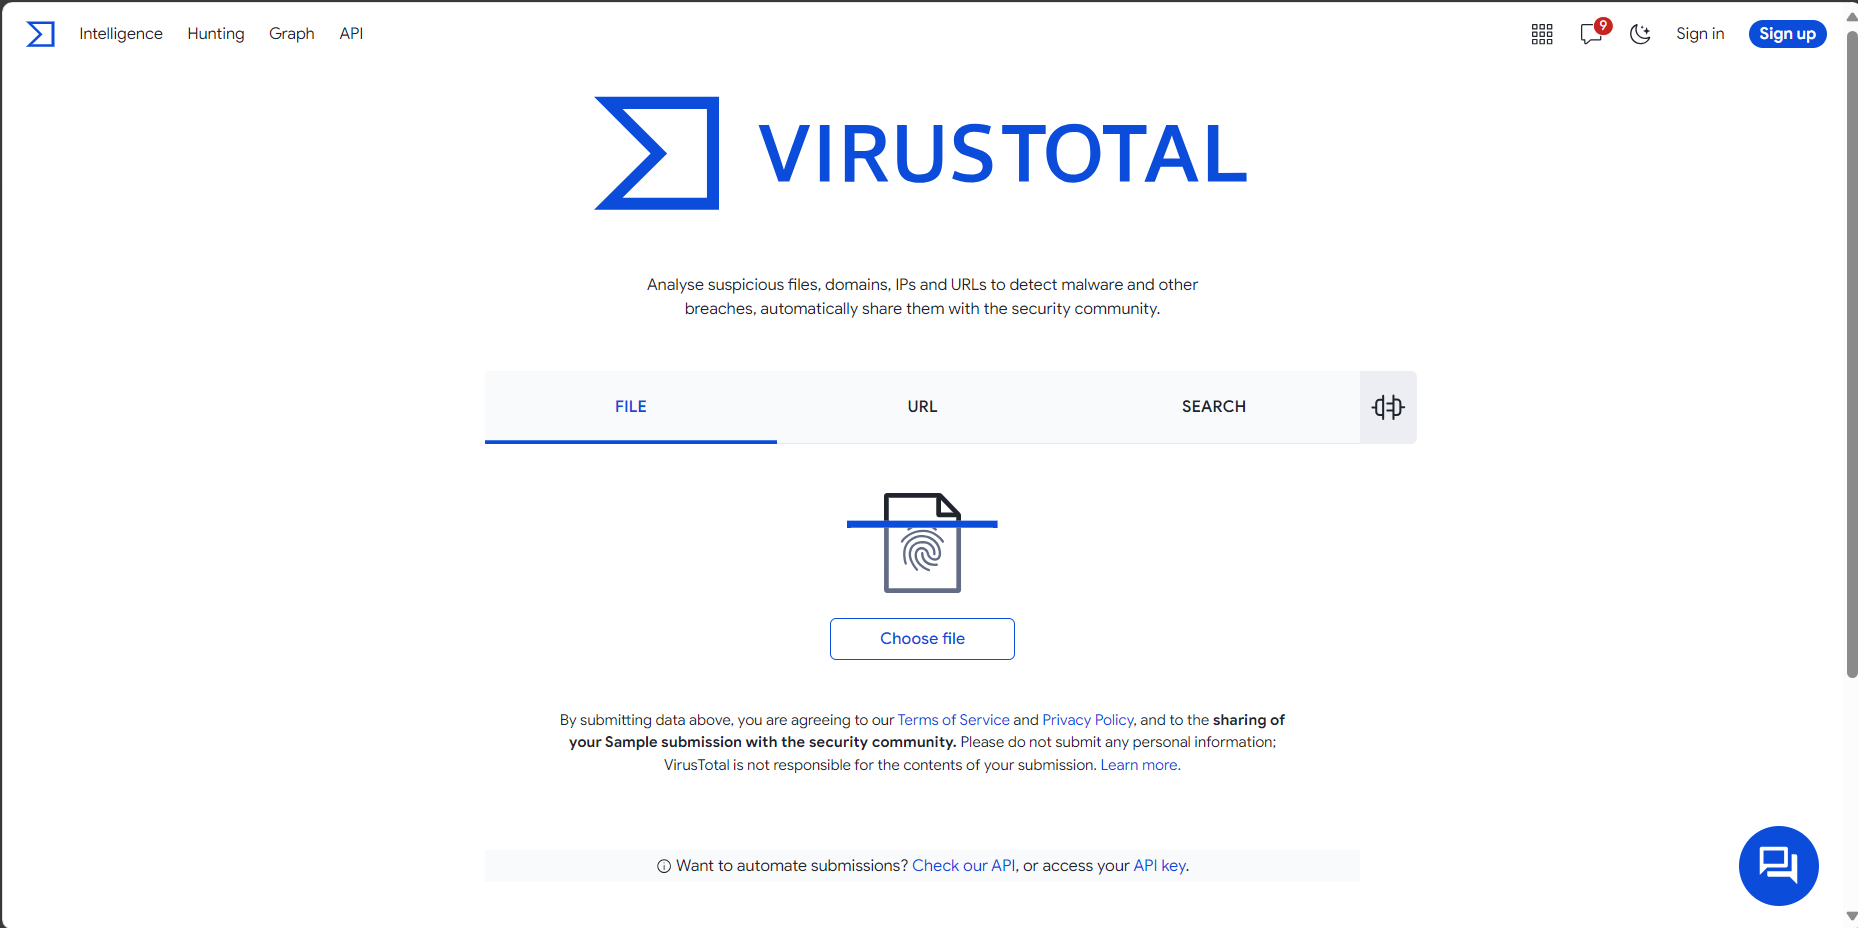 Intelligence Hunting Graph API 9 Sign in Sign up
VIRUSTOTAL
Analyse suspicious files, domains, IPs and URLs to detect malware and other
breaches, automatically share them with the security community.
FILE URL SEARCH
Choose file
By submitting data above, you are agreeing to our Terms of Service and Privacy Policy, and to the sharing of
your Sample submission with the security community. Please do not submit any personal information;
VirusTotal is not responsible for the contents of your submission. Learn more.
Want to automate submissions? Check our API, or access your API key.